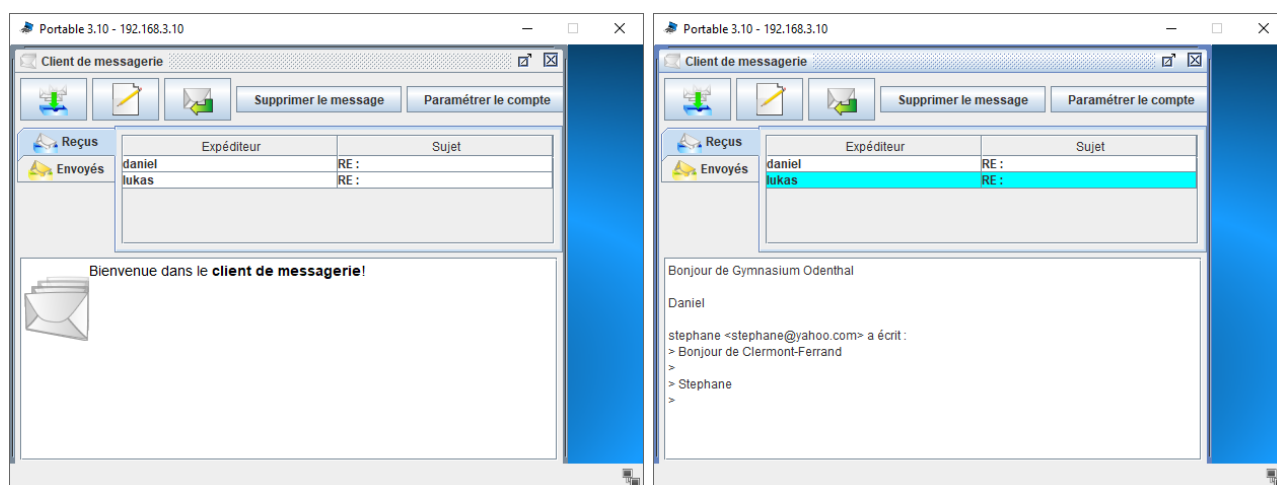 Portable 3.10 - 192.168.3.10
Client de messagerie
Supprimer le message Paramétrer le compte
Reçus
Envoyés
Expéditeur Sujet
daniel RE :
lukas RE :
Bienvenue dans le client de messagerie!
Portable 3.10 - 192.168.3.10
Client de messagerie
Supprimer le message Paramétrer le compte
Reçus
Envoyés
Expéditeur Sujet
daniel RE :
lukas RE :
Bonjour de Gymnasium Odenthal
Daniel
stephane <stephane@yahoo.com> a écrit :
> Bonjour de Clermont-Ferrand
>
> Stephane
>